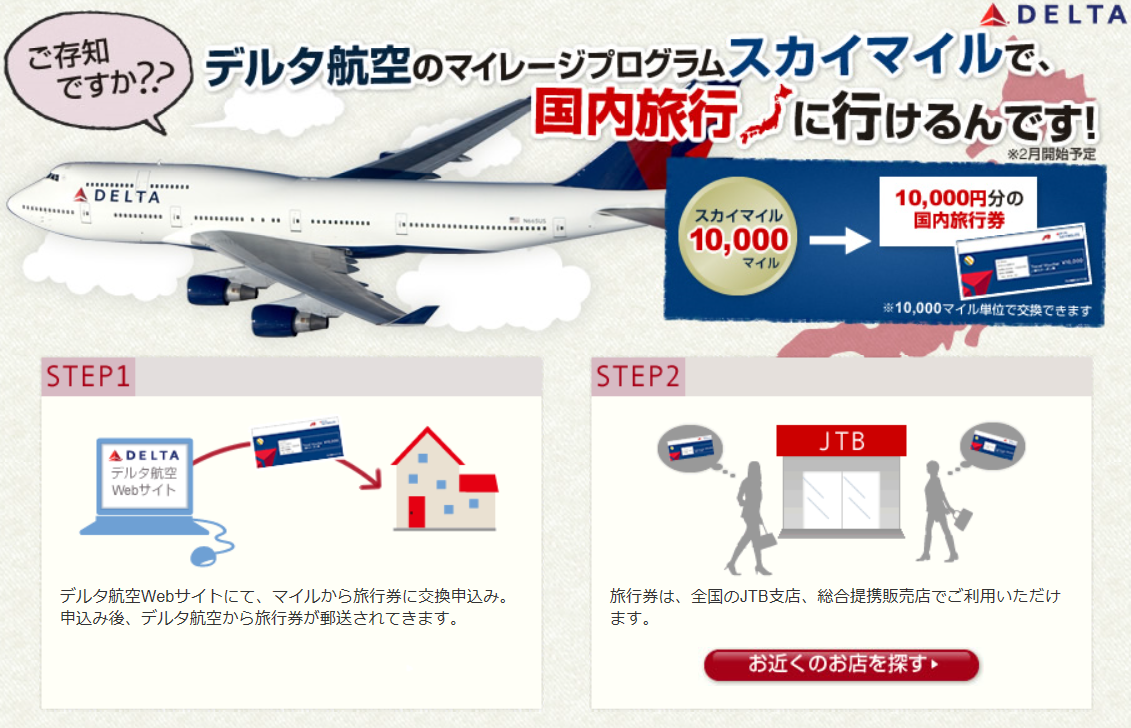 DELTA
ご存知
ですか??
デルタ航空のマイレージプログラムスカイマイルで、
国内旅行に行けるんです!
※2月開始予定
DELTA
N665US
スカイマイル
10,000
マイル
10,000円分の
国内旅行券
※10,000マイル単位で交換できます
STEP1
DELTA
デルタ航空
Webサイト
デルタ航空Webサイトにて、マイルから旅行券に交換申込み。
申込み後、デルタ航空から旅行券が郵送されてきます。
STEP2
JTB
旅行券は、全国のJTB支店、総合提携販売店でご利用いただけ
ます。
お近くのお店を探す